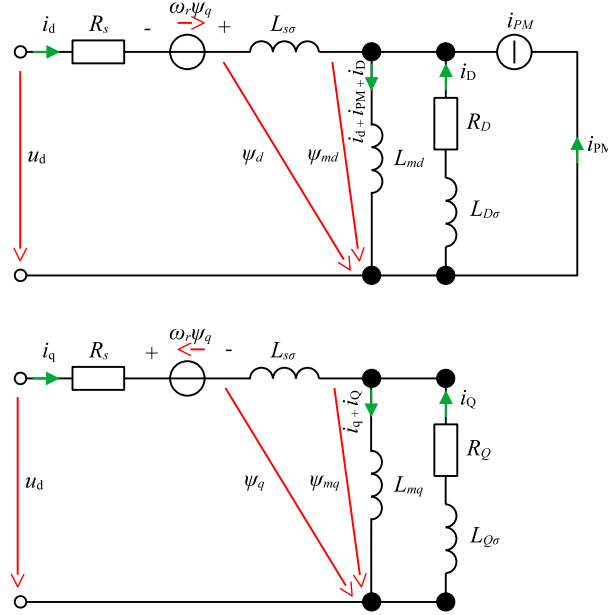 i_d R_s - ω_rψ_q + L_sσ i_PM
i_d + i_PM + i_D i_D
R_D
u_d ψ_d ψ_md L_md i_PM
L_Dσ
i_q R_s + ω_rψ_q - L_sσ
i_q + i_Q i_Q
R_Q
u_d ψ_q ψ_mq L_mq
L_Qσ